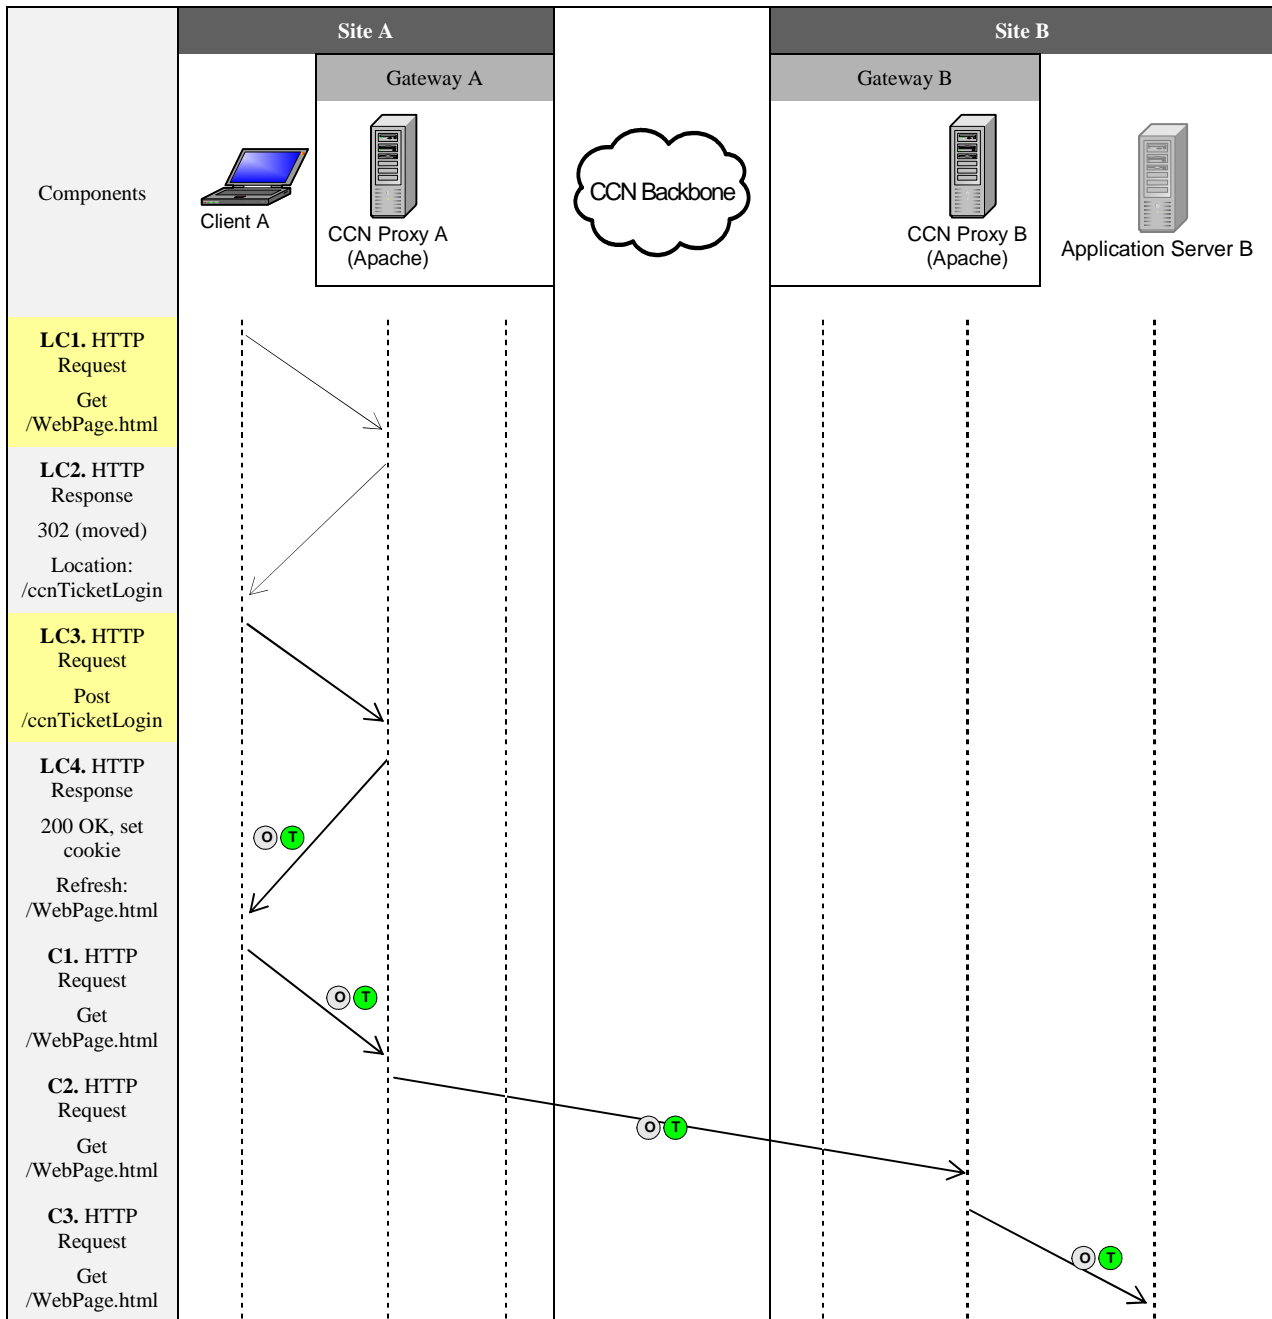 Site A
Site B
Gateway A
Gateway B
Components
Client A
CCN Proxy A
(Apache)
CCN Backbone
CCN Proxy B
(Apache)
Application Server B
LC1. HTTP
Request
Get
/WebPage.html
LC2. HTTP
Response
302 (moved)
Location:
/ccnTicketLogin
LC3. HTTP
Request
Post
/ccnTicketLogin
LC4. HTTP
Response
200 OK, set
cookie
Refresh:
/WebPage.html
O T
C1. HTTP
Request
Get
/WebPage.html
O T
C2. HTTP
Request
Get
/WebPage.html
O T
C3. HTTP
Request
Get
/WebPage.html
O T